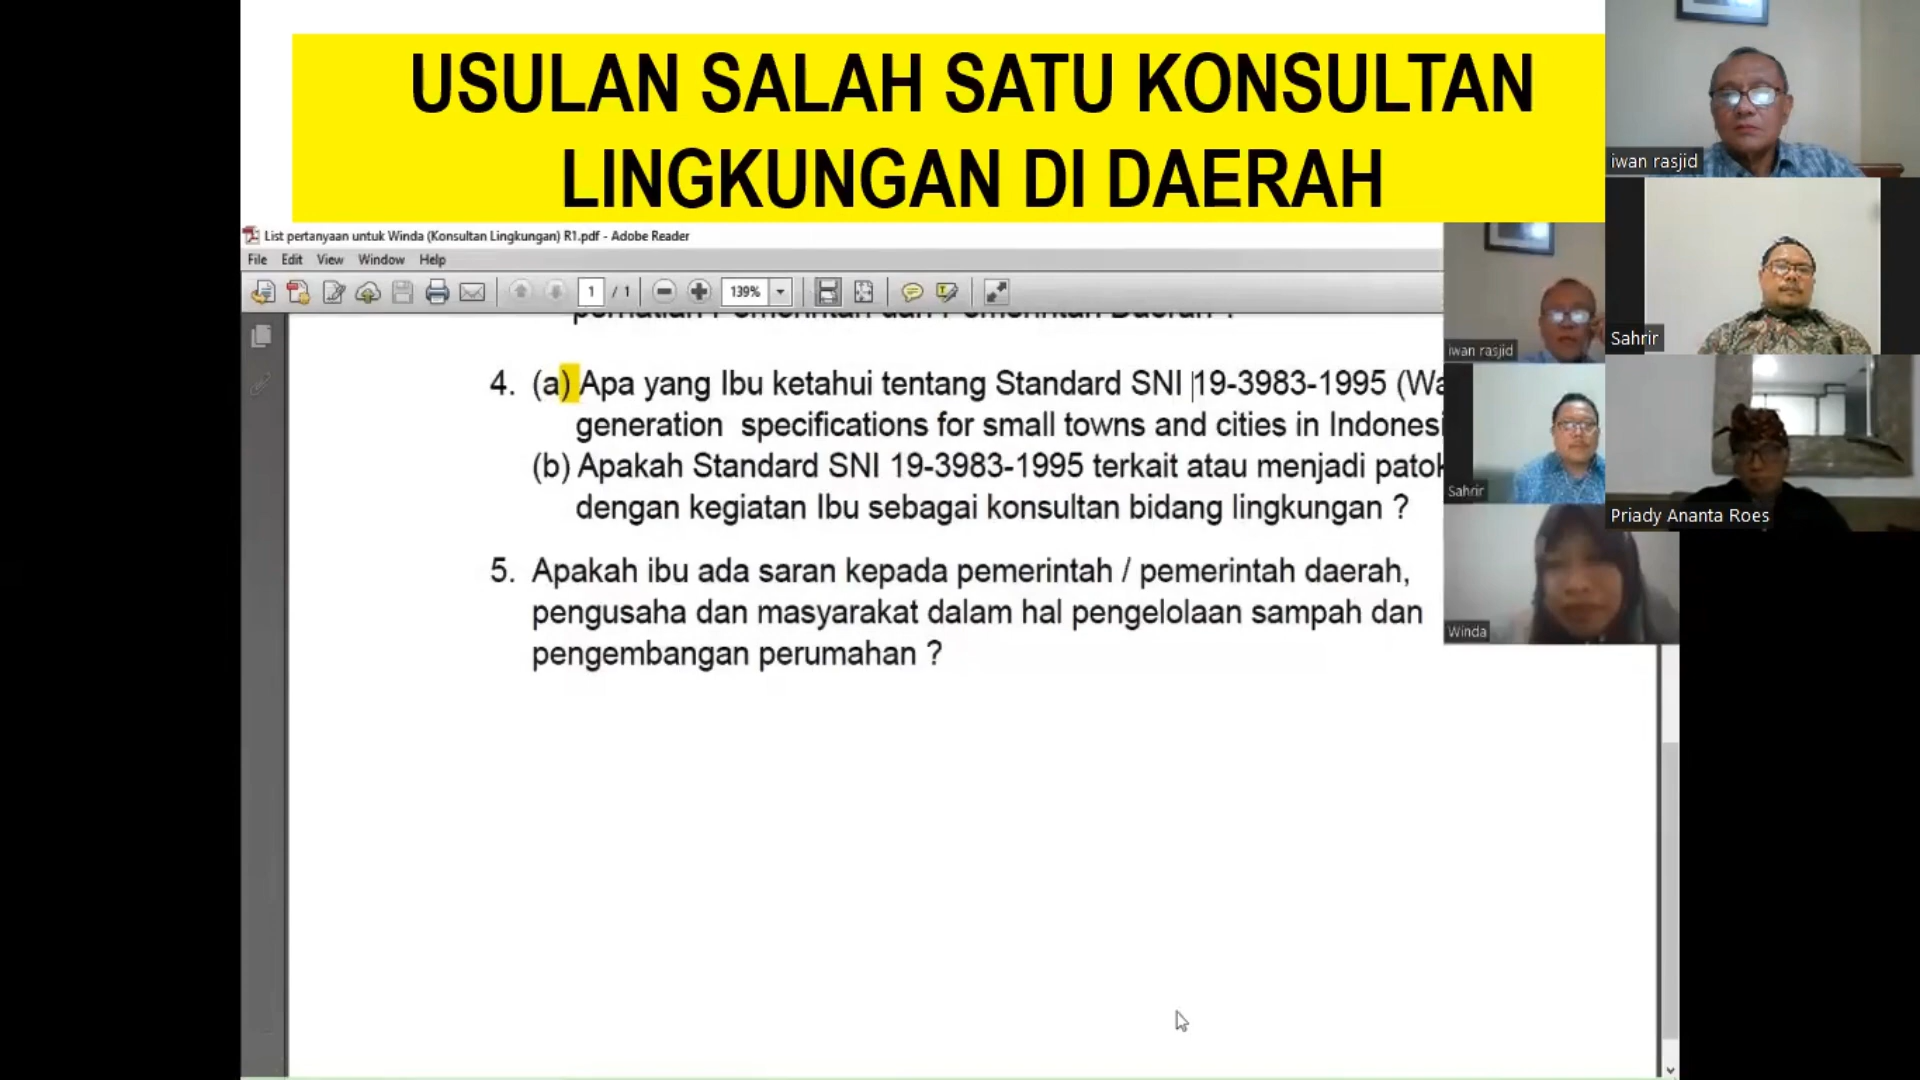 USULAN SALAH SATU KONSULTAN
LINGKUNGAN DI DAERAH
List pertanyaan untuk Winda (Konsultan Lingkungan) R1.pdf - Adobe Reader
File Edit View Window Help
1 / 1 139%
4. (a) Apa yang Ibu ketahui tentang Standard SNI 19-3983-1995
generation specifications for small towns and cities in
(b) Apakah Standard SNI 19-3983-1995 terkait atau menjadi
dengan kegiatan Ibu sebagai konsultan bidang lingkungan ?
5. Apakah ibu ada saran kepada pemerintah / pemerintah daerah,
pengusaha dan masyarakat dalam hal pengelolaan sampah dan
pengembangan perumahan ?
iwan rasjid
Sahrir
Winda
iwan rasjid
Sahrir
Priady Ananta Roes